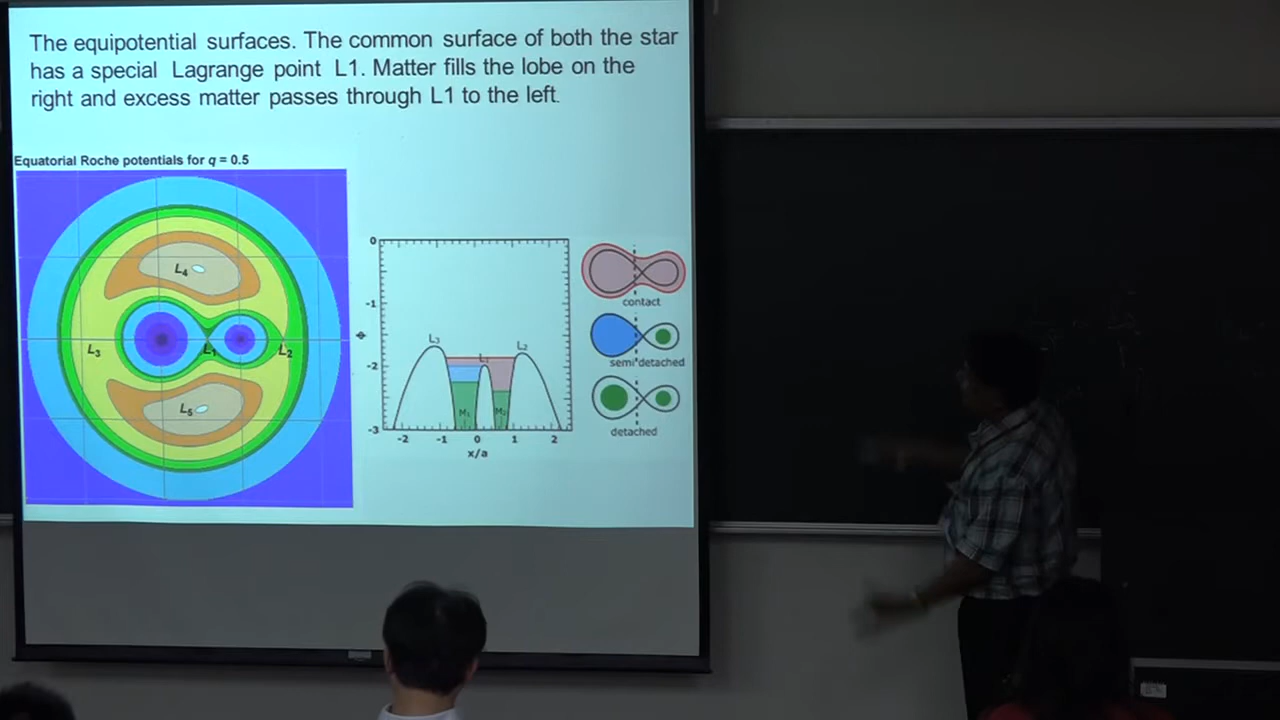 The equipotential surfaces. The common surface of both the star
has a special Lagrange point L1. Matter fills the lobe on the
right and excess matter passes through L1 to the left.
Equatorial Roche potentials for q = 0.5
L4
L3
L1
L2
L5
0
-1
-2
-3
Φ
L3
L1
L2
M1
M2
-2 -1 0 1 2
x/a
contact
semi-detached
detached